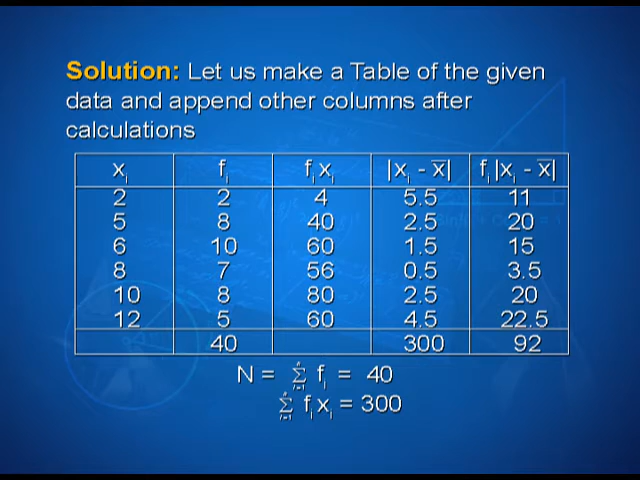 Solution: Let us make a Table of the given
data and append other columns after
calculations
xᵢ fᵢ fᵢxᵢ |xᵢ - x̅| fᵢ|xᵢ - x̅|
2 2 4 5.5 11
5 8 40 2.5 20
6 10 60 1.5 15
8 7 56 0.5 3.5
10 8 80 2.5 20
12 5 60 4.5 22.5
40 300 92
N = Σ fᵢ = 40
Σ fᵢxᵢ = 300